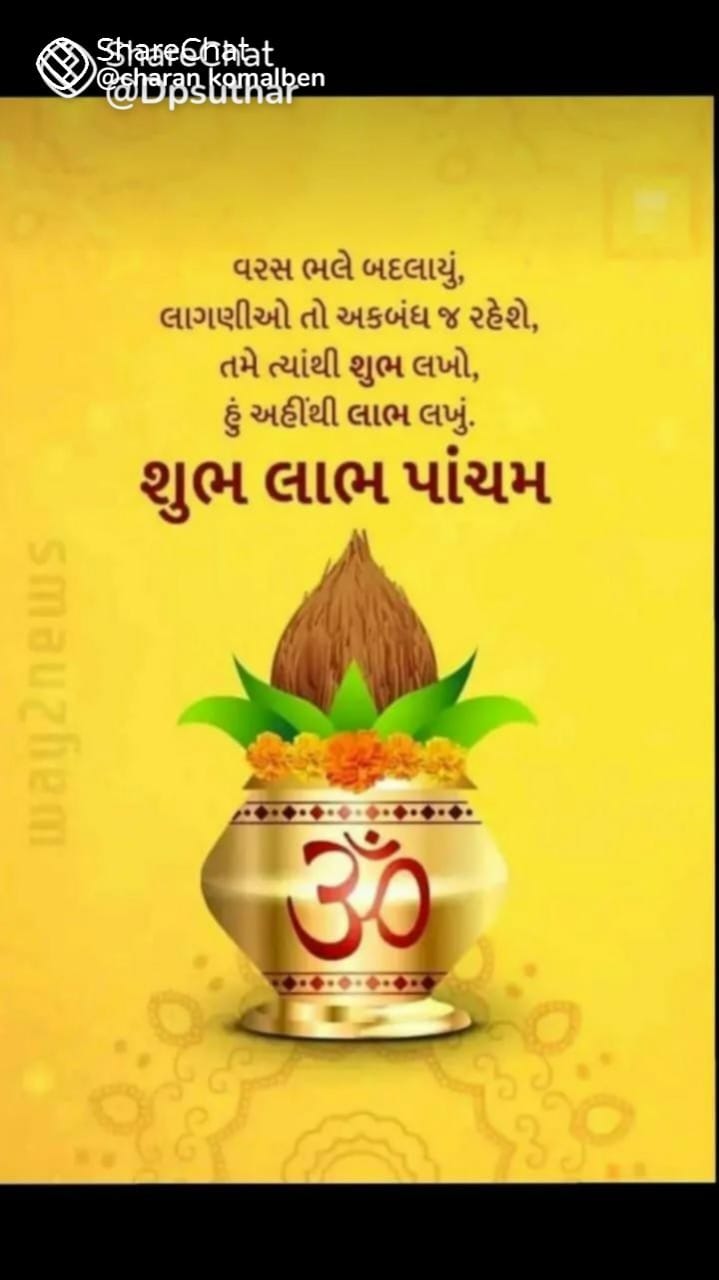 ShareChat
@charan komalben
@Dpsuthar
વરસ ભલે બદલાયું,
લાગણીઓ તો અકબંધ જ રહેશે,
તમે ત્યાંથી શુભ લખો,
હું અહીંથી લાભ લખું.
શુભ લાભ પાંચમ
way2news
ॐ